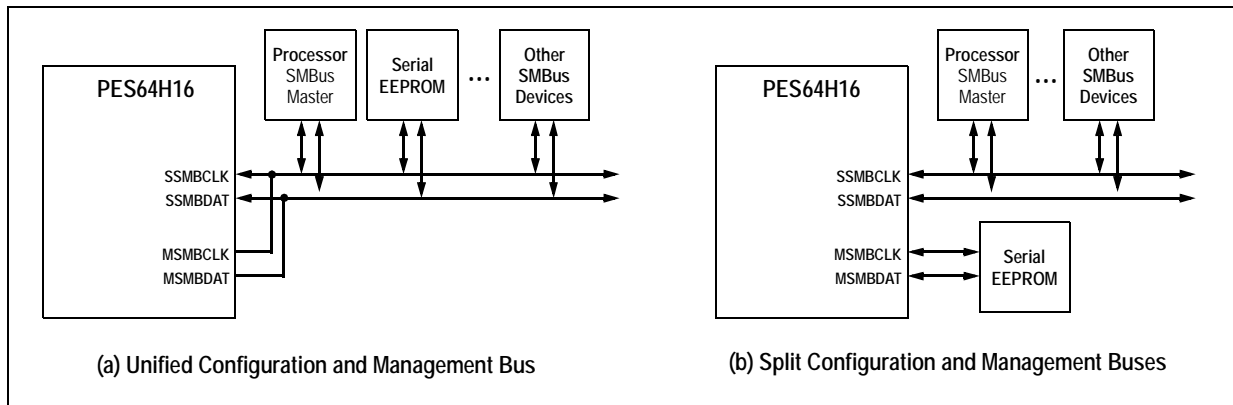 PES64H16
Processor
SMBus
Master
Serial
EEPROM
...
Other
SMBus
Devices
SSMBCLK
SSMBDAT
MSMBCLK
MSMBDAT
(a) Unified Configuration and Management Bus
PES64H16
Processor
SMBus
Master
...
Other
SMBus
Devices
SSMBCLK
SSMBDAT
MSMBCLK
MSMBDAT
Serial
EEPROM
(b) Split Configuration and Management Buses